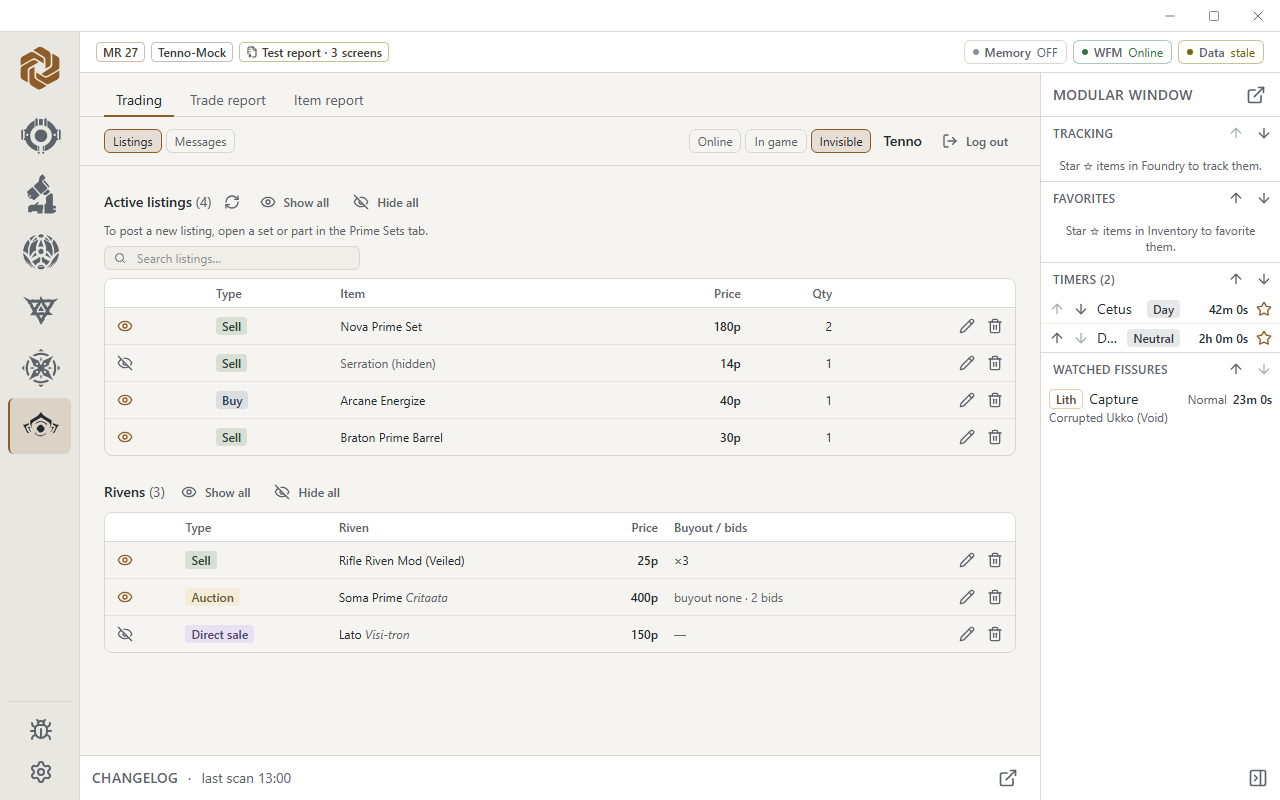 MR 27 Tenno-Mock Test report · 3 screens Memory OFF WFM Online Data stale
Trading Trade report Item report
Listings Messages Online In game Invisible Tenno Log out
Active listings (4) Show all Hide all
To post a new listing, open a set or part in the Prime Sets tab.
Search listings...
Type Item Price Qty
Sell Nova Prime Set 180p 2
Sell Serration (hidden) 14p 1
Buy Arcane Energize 40p 1
Sell Braton Prime Barrel 30p 1
Rivens (3) Show all Hide all
Type Riven Price Buyout / bids
Sell Rifle Riven Mod (Veiled) 25p ×3
Auction Soma Prime Critaata 400p buyout none · 2 bids
Direct sale Lato Visi-tron 150p —
CHANGELOG · last scan 13:00
MODULAR WINDOW
TRACKING
Star ☆ items in Foundry to track them.
FAVORITES
Star ☆ items in Inventory to favorite
them.
TIMERS (2)
Cetus Day 42m 0s
D... Neutral 2h 0m 0s
WATCHED FISSURES
Lith Capture Normal 23m 0s
Corrupted Ukko (Void)